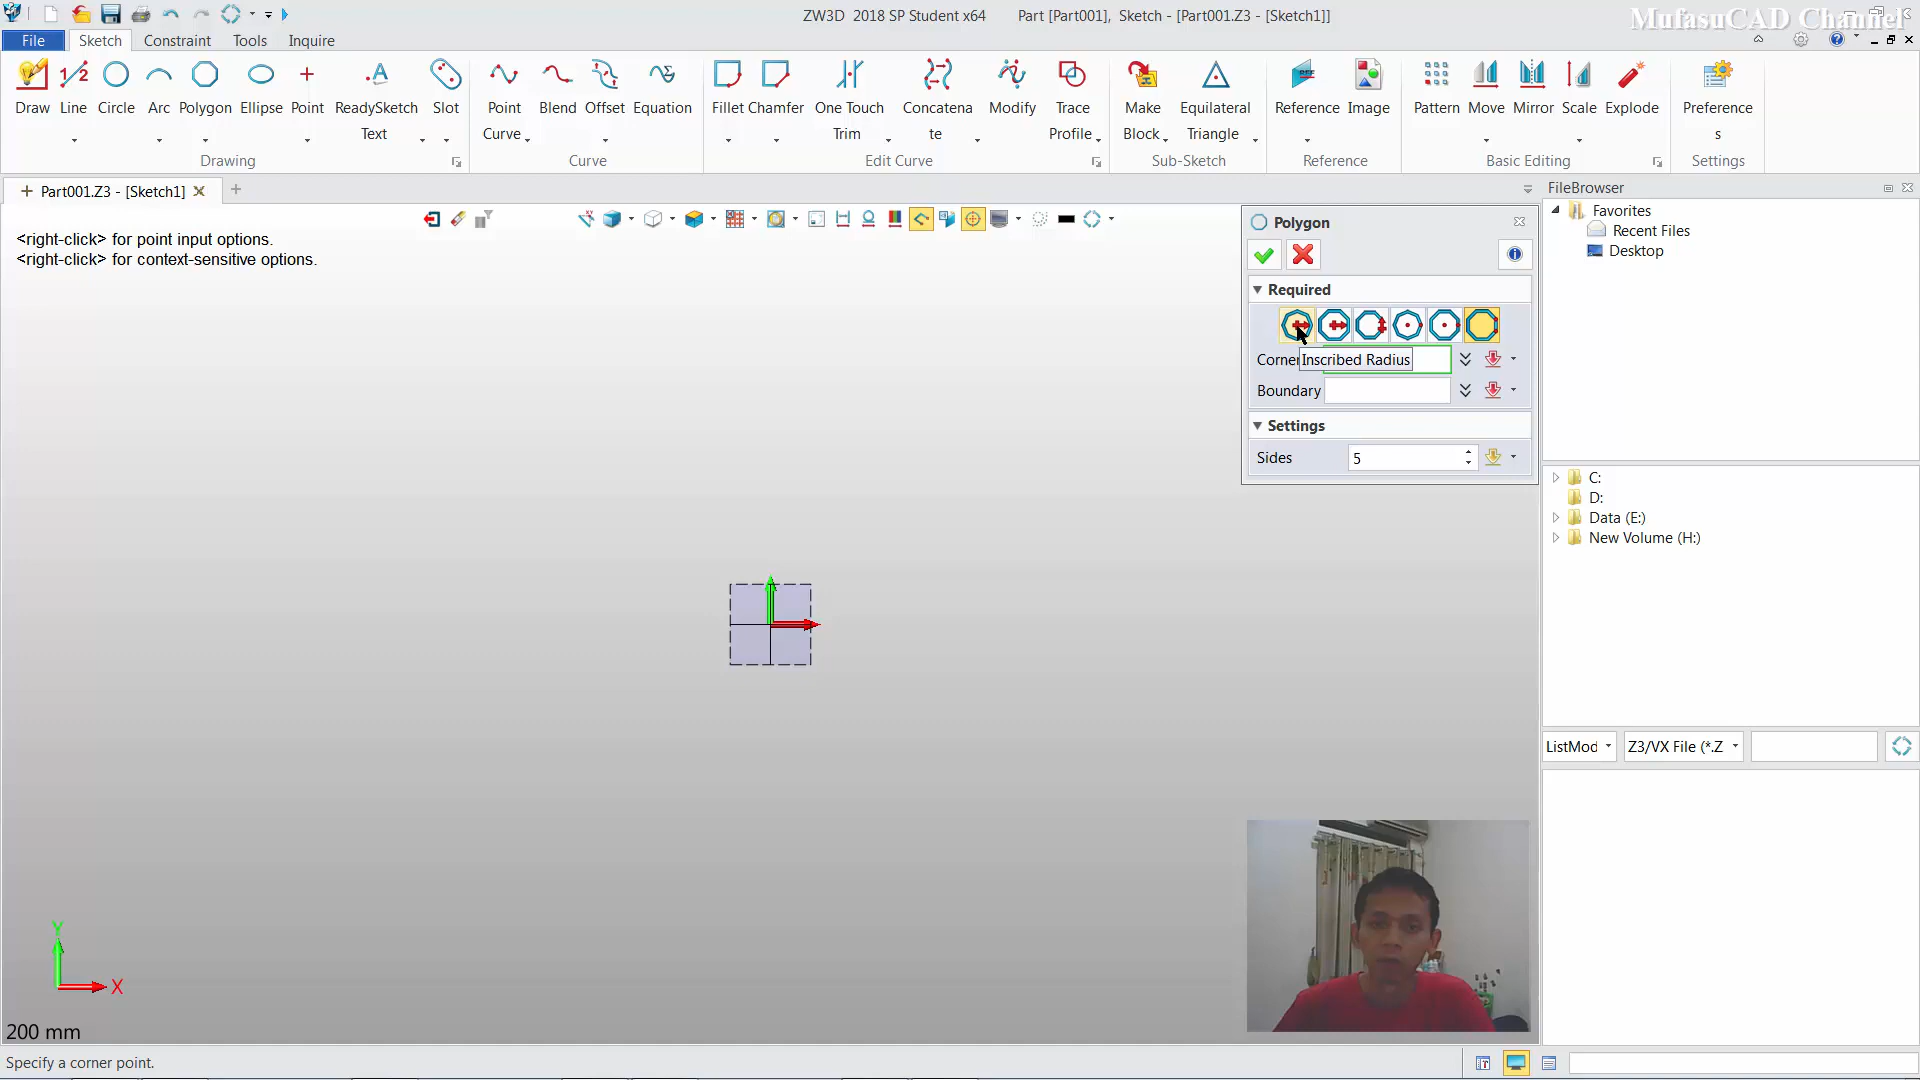 ZW3D 2018 SP Student x64
Part [Part001], Sketch - [Part001.Z3 - [Sketch1]]
MufasuCAD Channel
File
Sketch
Constraint
Tools
Inquire
Draw
Line
Circle
Arc
Polygon
Ellipse
Point
ReadySketch
Text
Slot
Point
Curve
Blend
Offset
Equation
Fillet
Chamfer
One Touch
Trim
Concatena
te
Modify
Trace
Profile
Make
Block
Equilateral
Triangle
Reference
Image
Pattern
Move
Mirror
Scale
Explode
Preference
s
Drawing
Curve
Edit Curve
Sub-Sketch
Reference
Basic Editing
Settings
Part001.Z3 - [Sketch1]
FileBrowser
<right-click> for point input options.
<right-click> for context-sensitive options.
Polygon
Required
Corner
Inscribed Radius
Boundary
Settings
Sides
5
Favorites
Recent Files
Desktop
C:
D:
Data (E:)
New Volume (H:)
ListMod
Z3/VX File (*.Z
Y
X
200 mm
Specify a corner point.